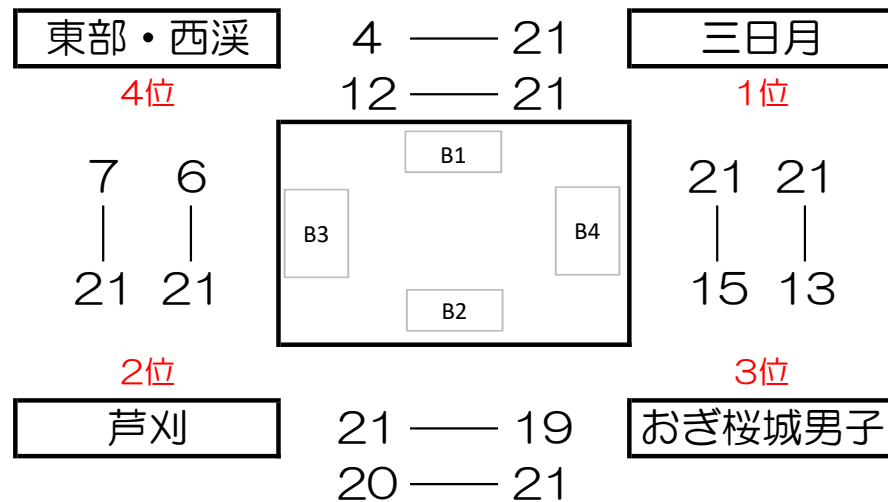 東部・西渓 4 ── 21 三日月
4位 12 ── 21 1位
B1
7 6 21 21
B3 B4
21 21 15 13
B2
2位 3位
芦刈 21 ── 19 おぎ桜城男子
20 ── 21